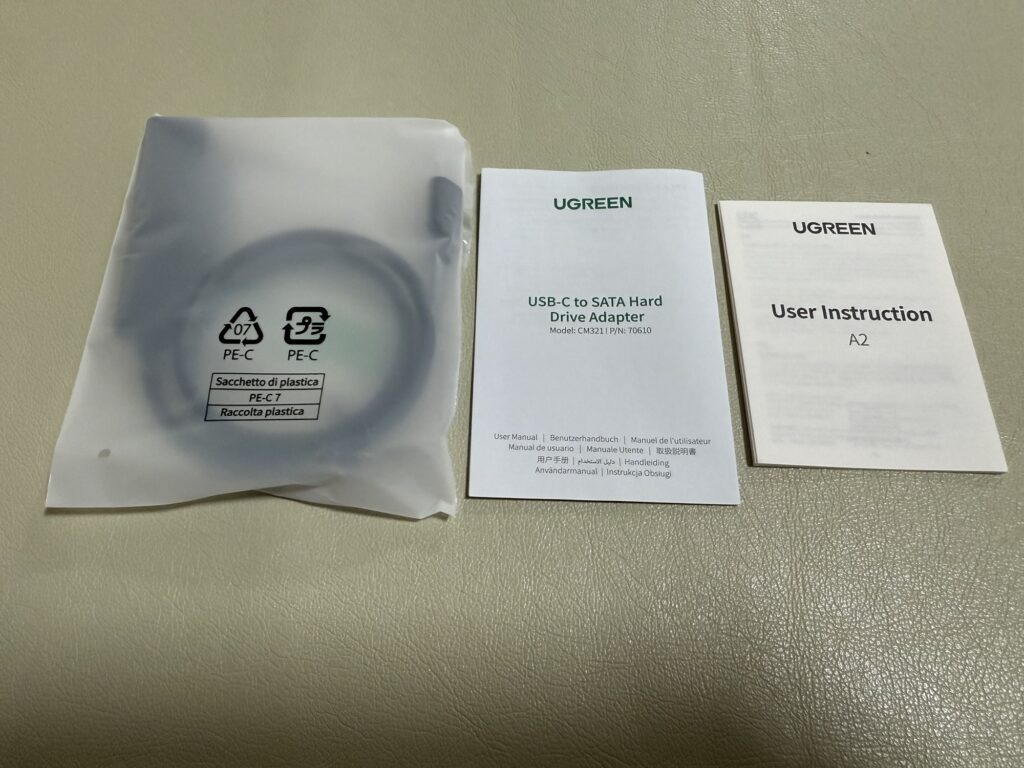 07
PE-C
プラ
PE-C
Sacchetto di plastica
PE-C 7
Raccolta plastica
UGREEN
USB-C to SATA Hard
Drive Adapter
Model: CM321 | P/N: 70610
User Manual | Benutzerhandbuch | Manuel de l'utilisateur
Manual de usuario | Manuale Utente | 取扱説明書
用户手册 | دليل الاستخدام | Handleiding
Användarmanual | Instrukcja Obsługi
UGREEN
User Instruction
A2